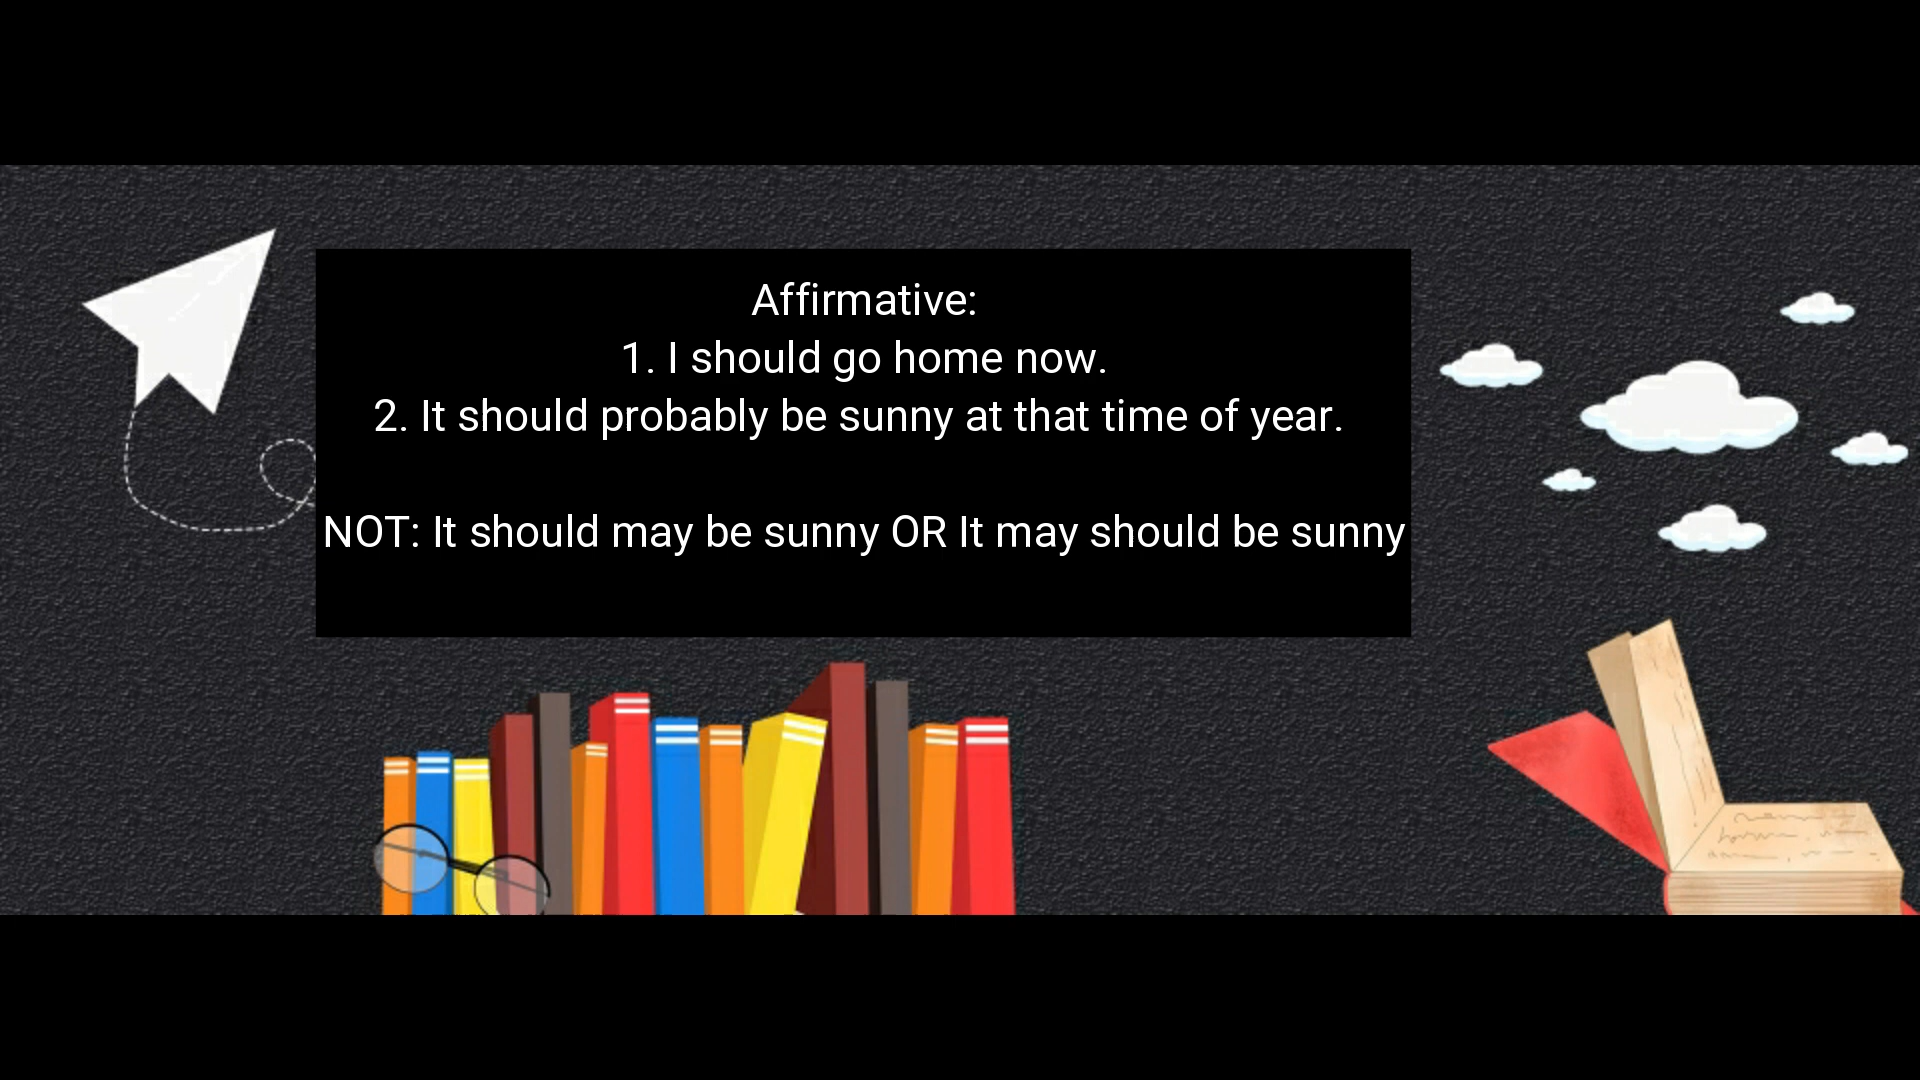 Affirmative:
1. I should go home now.
2. It should probably be sunny at that time of year.
NOT: It should may be sunny OR It may should be sunny